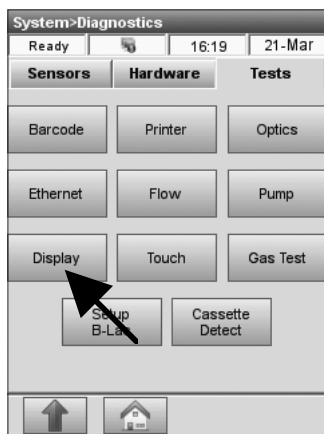 System>Diagnostics
Ready 16:19 21-Mar
Sensors Hardware Tests
Barcode Printer Optics
Ethernet Flow Pump
Display Touch Gas Test
Setup Cassette
Detect